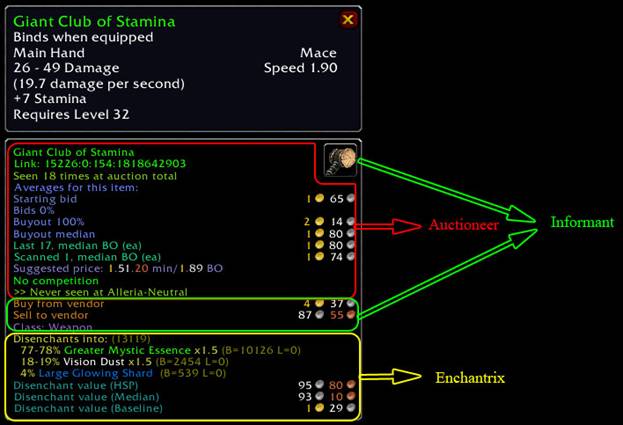 Giant Club of Stamina
Binds when equipped
Main Hand Mace
26 - 49 Damage Speed 1.90
(19.7 damage per second)
+7 Stamina
Requires Level 32
Giant Club of Stamina
Link: 15226:0:154:1818642903
Seen 18 times at auction total
Averages for this item:
Starting bid 1 65
Bids 0%
Buyout 100% 2 14
Buyout median 1 80
Last 17, median BO (ea) 1 80
Scanned 1, median BO (ea) 1 74
Suggested price: 1.51.20 min/1.89 BO
No competition
>> Never seen at Alleria-Neutral
Buy from vendor 4 37
Sell to vendor 87 55
Class: Weapon
Disenchants into: (13119)
77-78% Greater Mystic Essence x1.5 (B=10126 L=0)
18-19% Vision Dust x1.5 (B=2454 L=0)
4% Large Glowing Shard (B=539 L=0)
Disenchant value (HSP) 95 80
Disenchant value (Median) 93 10
Disenchant value (Baseline) 1 29
Auctioneer
Informant
Enchantrix